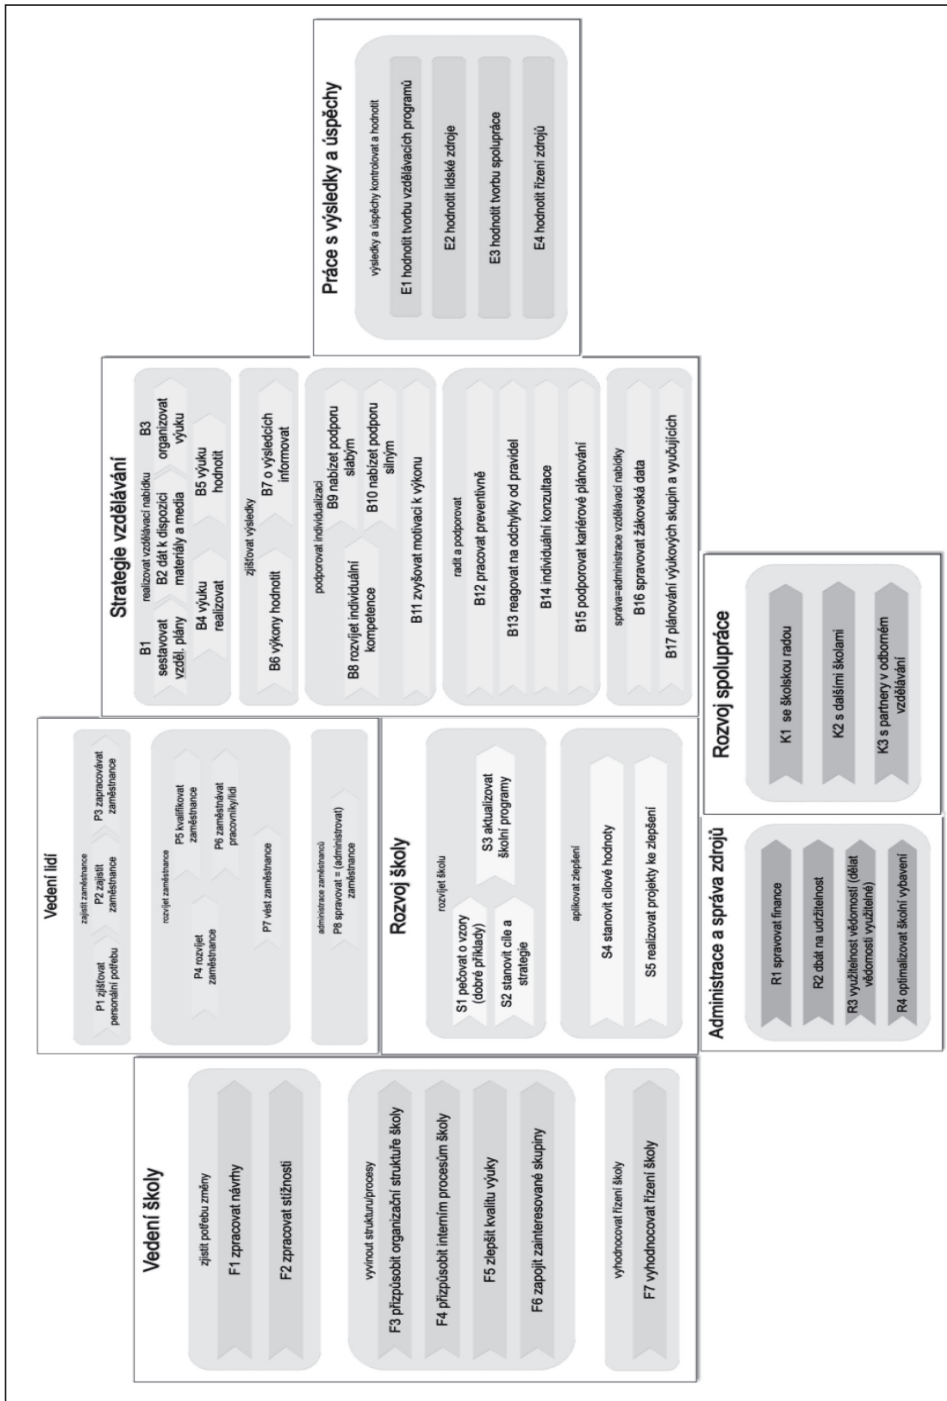 Vedení školy
zjistit potřebu změny
F1 zpracovat návrhy
F2 zpracovat stížnosti
vyvinout strukturu/procesy
F3 přizpůsobit organizační struktuře školy
F4 přizpůsobit interním procesům školy
F5 zlepšit kvalitu výuky
F6 zapojit zainteresované skupiny
vyhodnocovat řízení školy
F7 vyhodnocovat řízení školy
Vedení lidí
zajistit zaměstnance
P1 zjišťovat
personální potřebu
P2 zajistit
zaměstnance
P3 zapracovávat
zaměstnance
rozvíjet zaměstnance
P4 rozvíjet
zaměstnance
P5 kvalifikovat
zaměstnance
P6 zaměstnávat
pracovníky/lidi
P7 vést zaměstnance
administrace zaměstnanců
P8 spravovat = (administrovat)
zaměstnance
Rozvoj školy
rozvíjet školu
S1 pečovat o vzory
(dobré příklady)
S2 stanovit cíle a
strategie
S3 aktualizovat
školní programy
aplikovat zlepšení
S4 stanovit cílové hodnoty
S5 realizovat projekty ke zlepšení
Administrace a správa zdrojů
R1 spravovat finance
R2 dbát na udržitelnost
R3 využitelnost vědomostí (dělat
vědomosti využitelné)
R4 optimalizovat školní vybavení
Strategie vzdělávání
realizovat vzdělávací nabídku
B1
sestavovat
vzděl. plány
B2 dát k dispozici
materiály a media
B3
organizovat
výuku
B4 výuku
realizovat
B5 výuku
hodnotit
zjišťovat výsledky
B6 výkony hodnotit
B7 o výsledcích
informovat
podporovat individualizaci
B8 rozvíjet individuální
kompetence
B9 nabízet podporu
slabým
B10 nabízet podporu
silným
B11 zvyšovat motivaci k výkonu
radit a podporovat
B12 pracovat preventivně
B13 reagovat na odchylky od pravidel
B14 individuální konzultace
B15 podporovat kariérové plánování
správa=administrace vzdělávací nabídky
B16 spravovat žákovská data
B17 plánování výukových skupin a vyučujících
Rozvoj spolupráce
K1 se školskou radou
K2 s dalšími školami
K3 s partnery v odborném
vzdělávání
Práce s výsledky a úspěchy
výsledky a úspěchy kontrolovat a hodnotit
E1 hodnotit tvorbu vzdělávacích programů
E2 hodnotit lidské zdroje
E3 hodnotit tvorbu spolupráce
E4 hodnotit řízení zdrojů